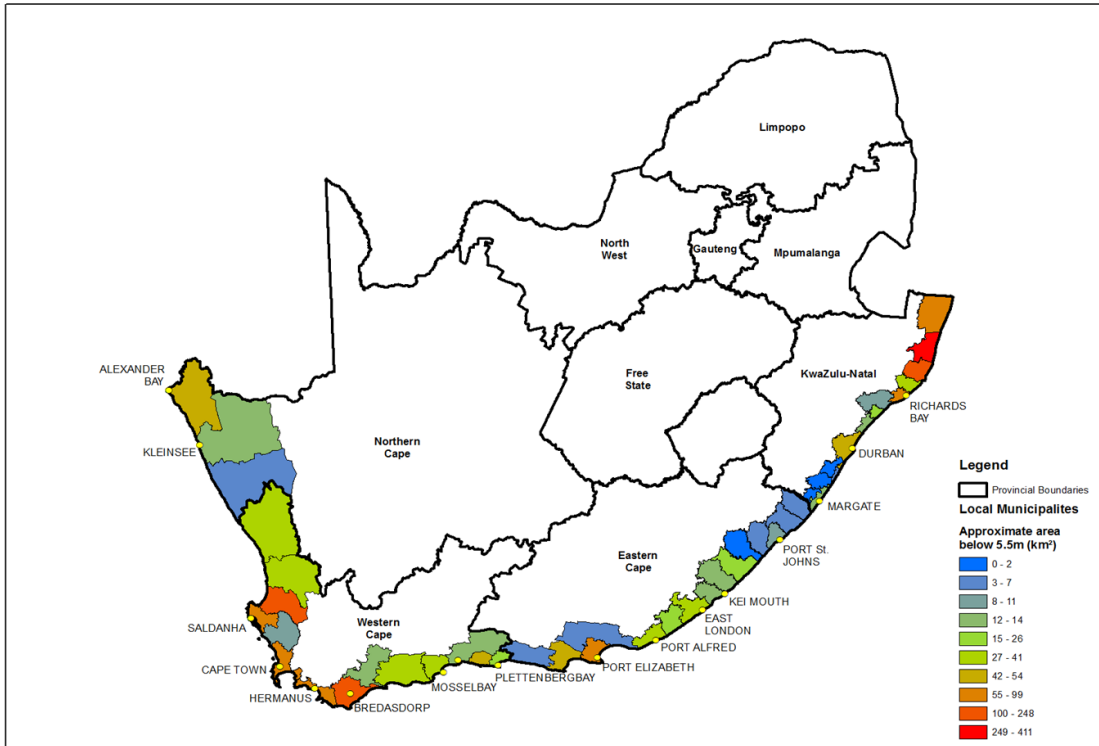 Limpopo
North
West
Gauteng
Mpumalanga
Free
State
KwaZulu-Natal
Northern
Cape
Eastern
Cape
Western
Cape
ALEXANDER
BAY
KLEINSEE
SALDANHA
CAPE TOWN
HERMANUS
BREDASDORP
MOSSELBAY
PLETTENBERGBAY
PORT ELIZABETH
PORT ALFRED
EAST
LONDON
KEI MOUTH
PORT St.
JOHNS
MARGATE
DURBAN
RICHARDS
BAY
Legend
Provincial Boundaries
Local Municipalites
Approximate area
below 5.5m (km²)
0 - 2
3 - 7
8 - 11
12 - 14
15 - 26
27 - 41
42 - 54
55 - 99
100 - 248
249 - 411